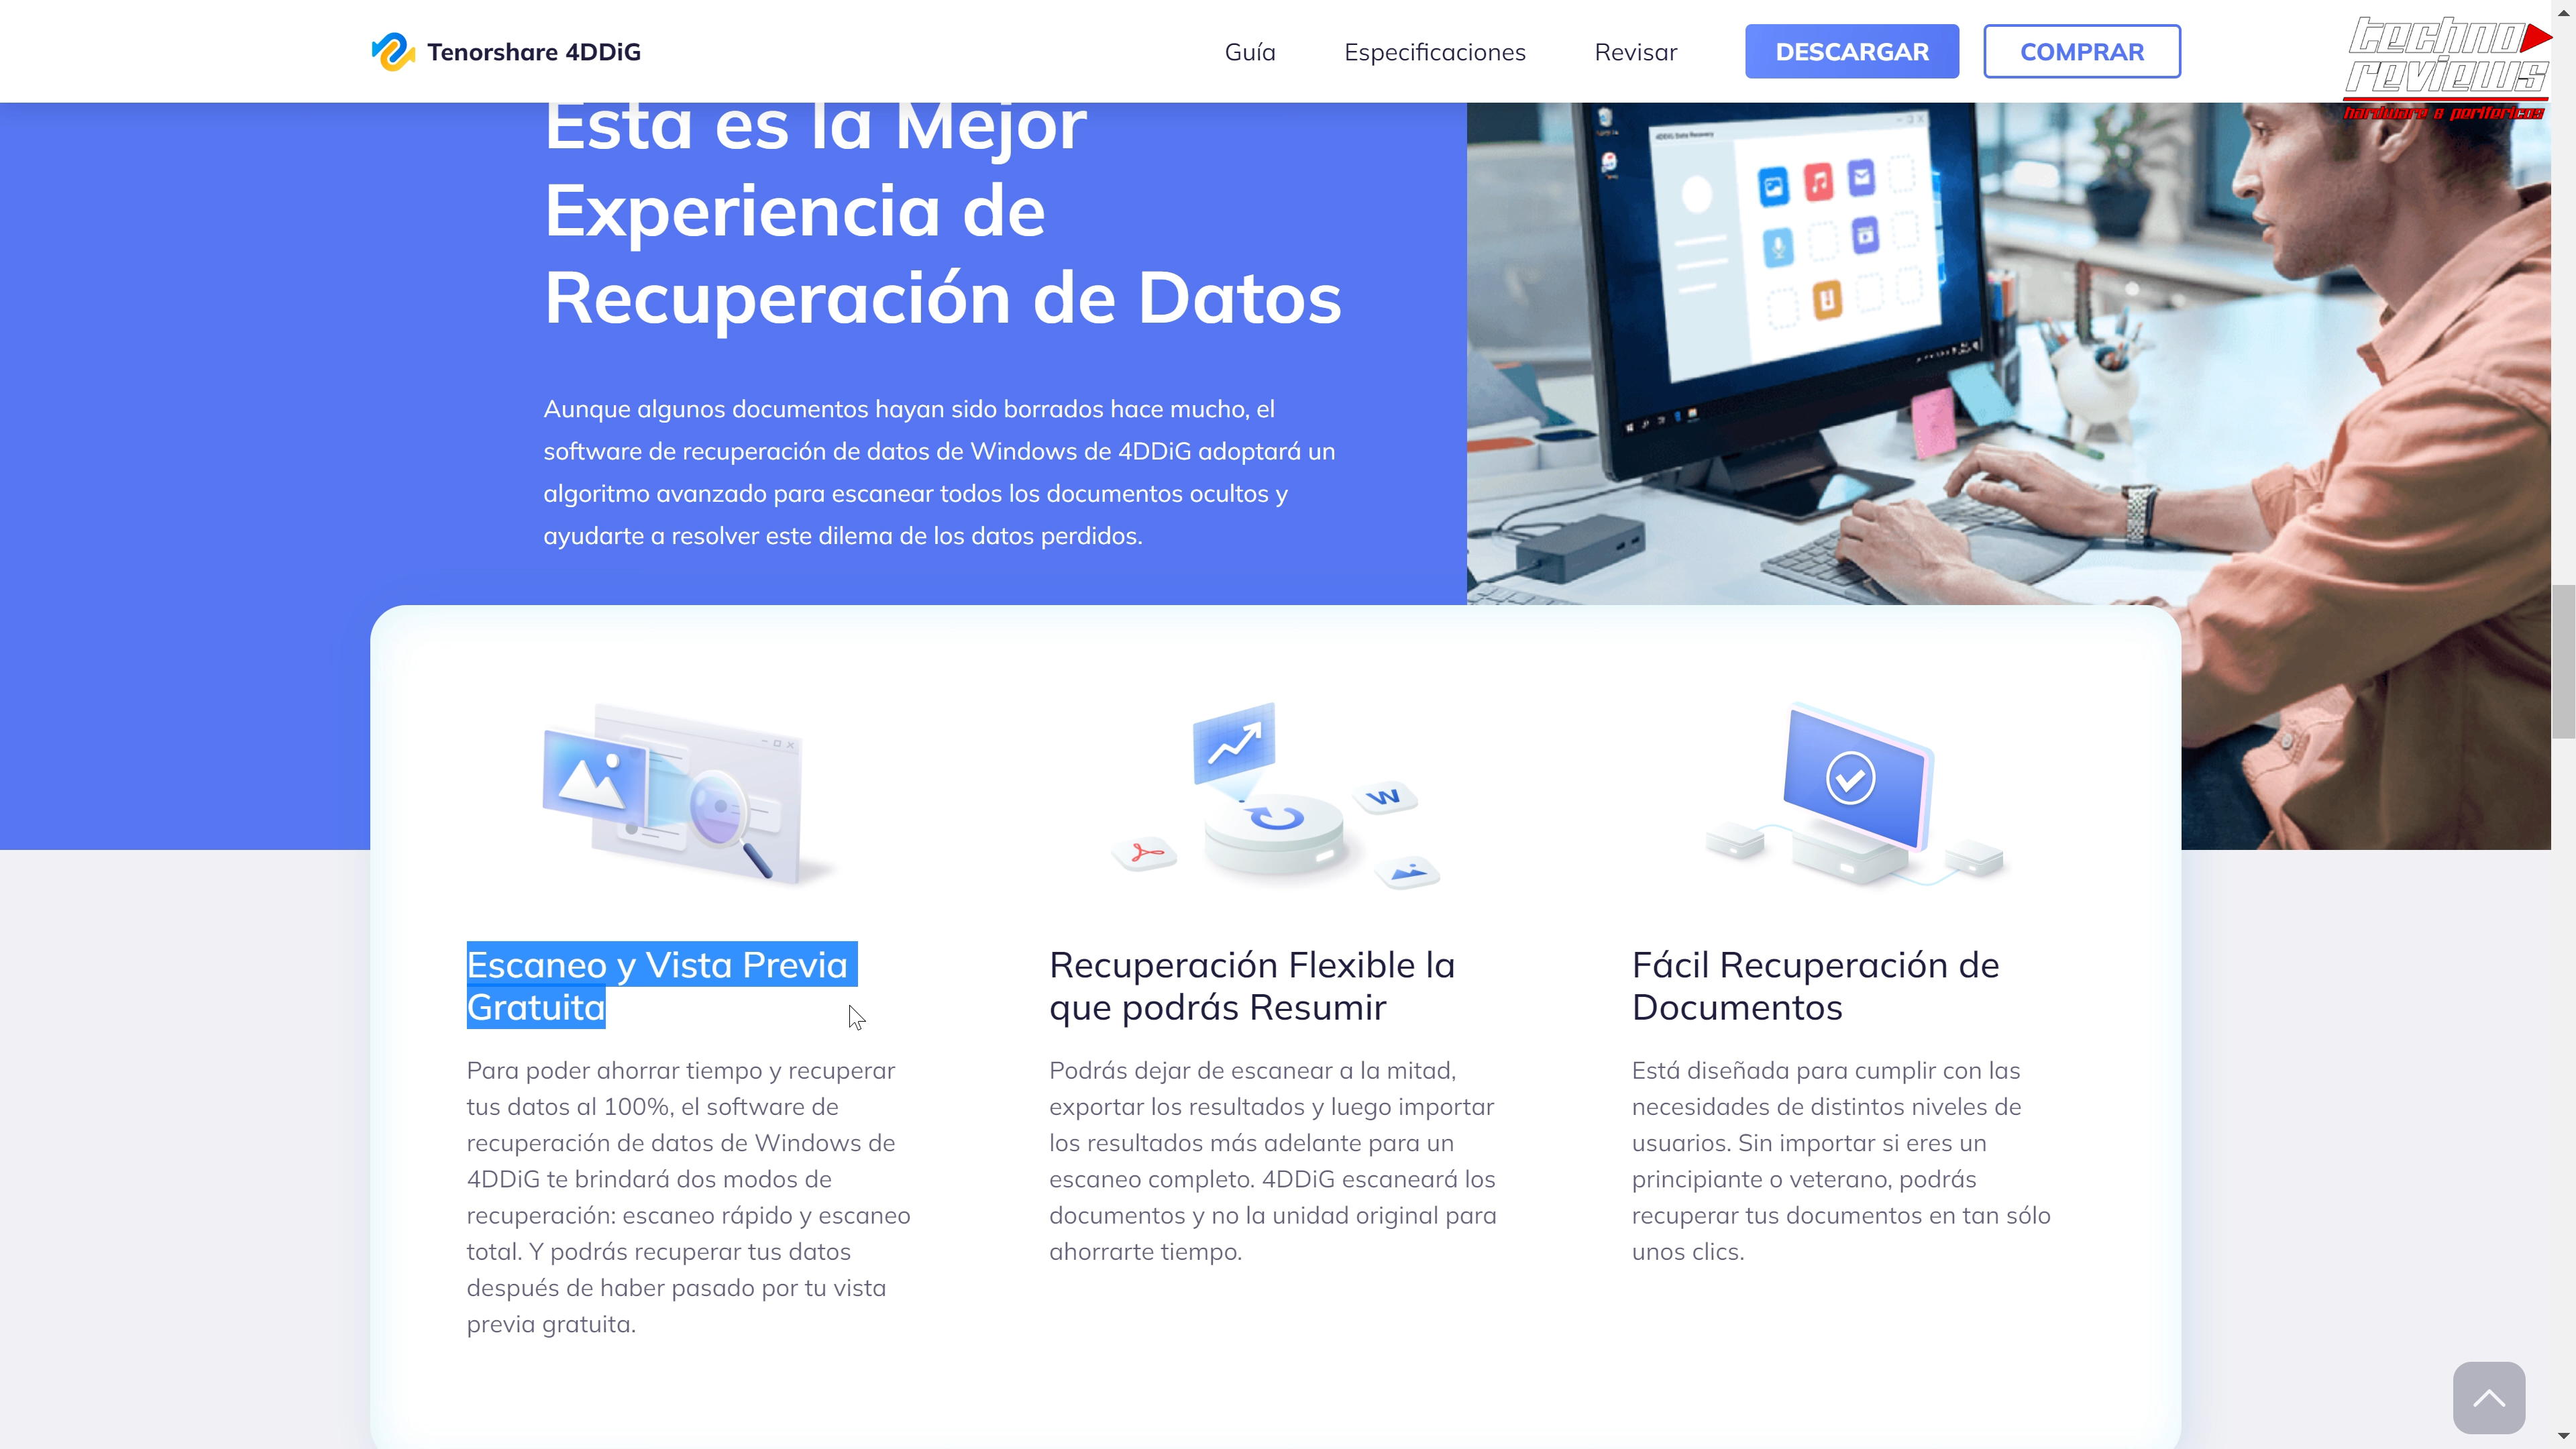 Tenorshare 4DDiG
Guía
Especificaciones
Revisar
DESCARGAR
COMPRAR
techno
reviews
hardware & perifericos
Esta es la Mejor
Experiencia de
Recuperación de Datos
Aunque algunos documentos hayan sido borrados hace mucho, el
software de recuperación de datos de Windows de 4DDiG adoptará un
algoritmo avanzado para escanear todos los documentos ocultos y
ayudarte a resolver este dilema de los datos perdidos.
4DDiG Data Recovery
W
Escaneo y Vista Previa
Gratuita
Para poder ahorrar tiempo y recuperar
tus datos al 100%, el software de
recuperación de datos de Windows de
4DDiG te brindará dos modos de
recuperación: escaneo rápido y escaneo
total. Y podrás recuperar tus datos
después de haber pasado por tu vista
previa gratuita.
Recuperación Flexible la
que podrás Resumir
Podrás dejar de escanear a la mitad,
exportar los resultados y luego importar
los resultados más adelante para un
escaneo completo. 4DDiG escaneará los
documentos y no la unidad original para
ahorrarte tiempo.
Fácil Recuperación de
Documentos
Está diseñada para cumplir con las
necesidades de distintos niveles de
usuarios. Sin importar si eres un
principiante o veterano, podrás
recuperar tus documentos en tan sólo
unos clics.